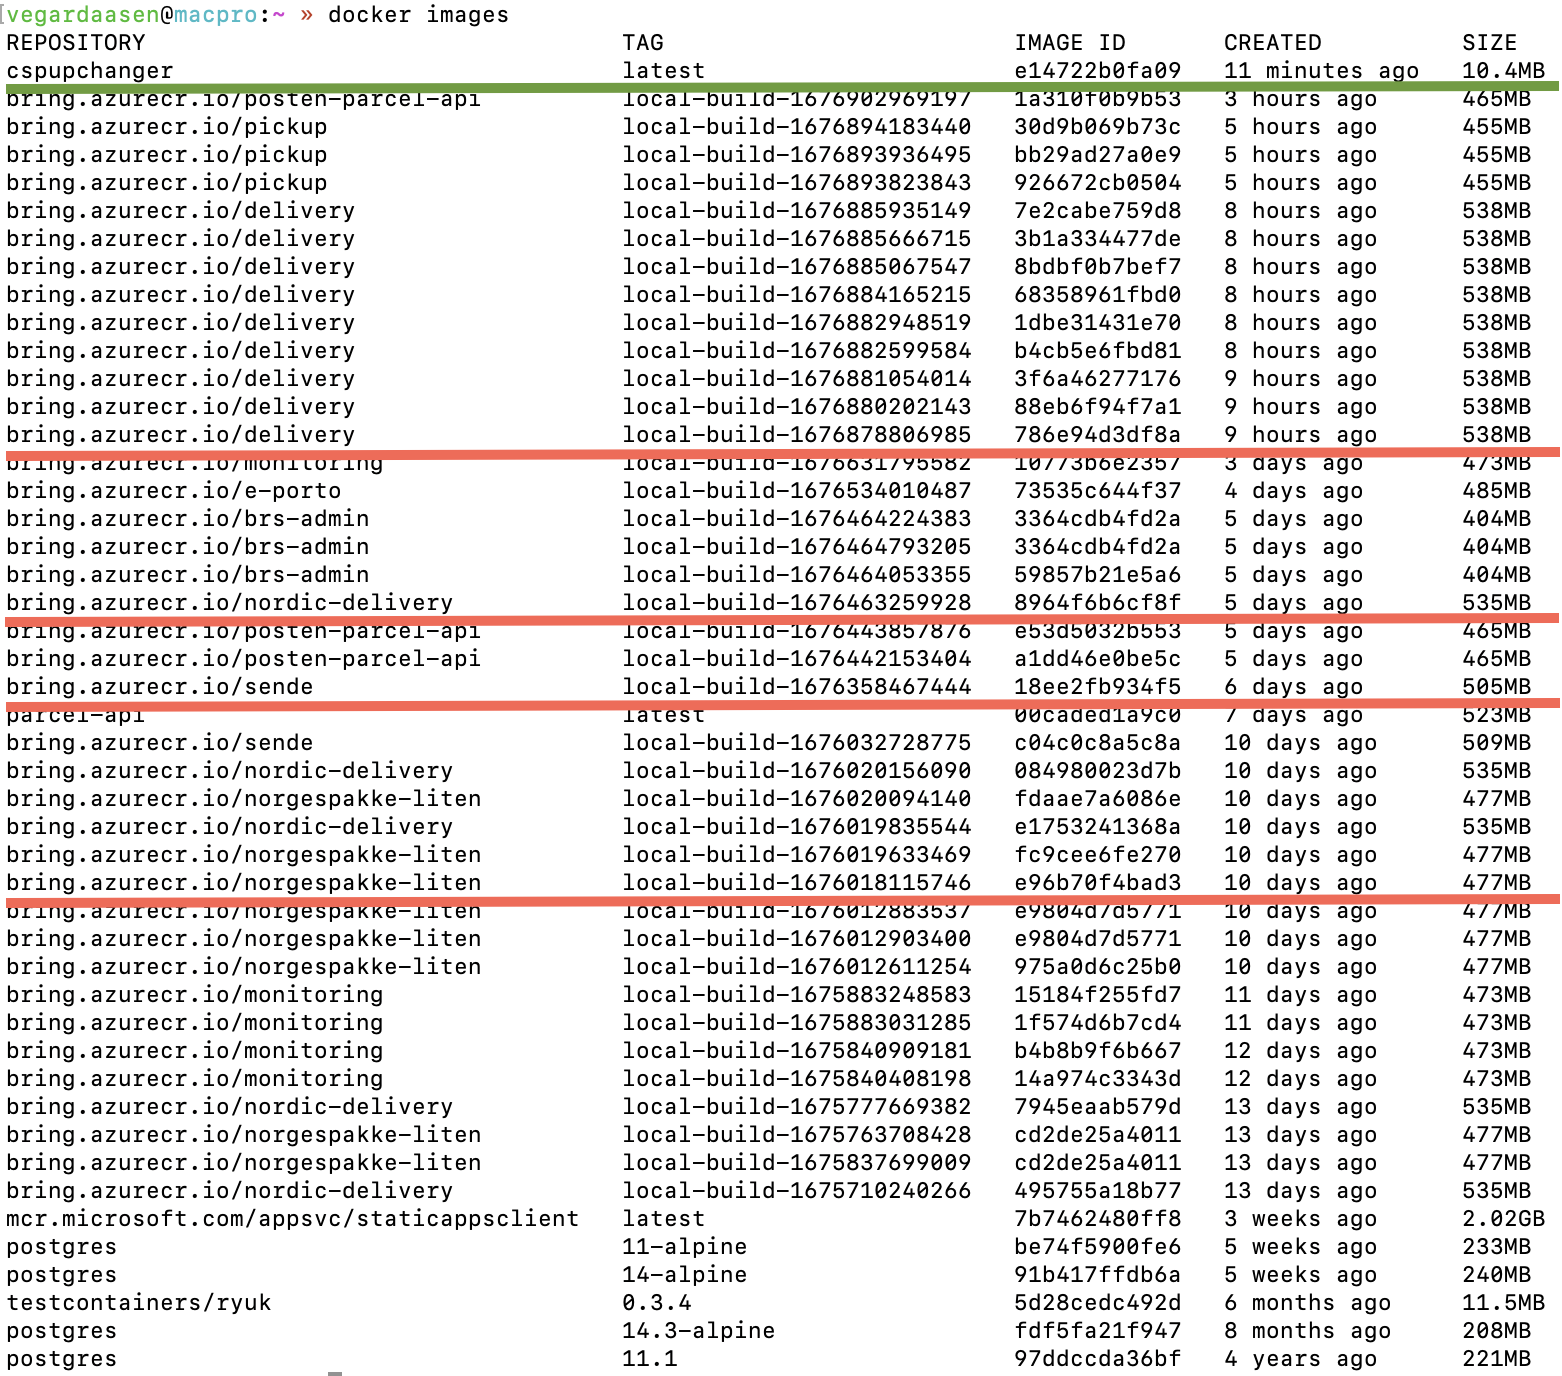 vegardaasen@macpro:~ » docker images
REPOSITORY TAG IMAGE ID CREATED SIZE
cspupchanger latest e14722b0fa09 11 minutes ago 10.4MB
bring.azurecr.io/posten-parcel-api local-build-1676902969197 1a310f0b9b53 3 hours ago 465MB
bring.azurecr.io/pickup local-build-1676894183440 30d9b069b73c 5 hours ago 455MB
bring.azurecr.io/pickup local-build-1676893936495 bb29ad27a0e9 5 hours ago 455MB
bring.azurecr.io/pickup local-build-1676893823843 926672cb0504 5 hours ago 455MB
bring.azurecr.io/delivery local-build-1676885935149 7e2cabe759d8 8 hours ago 538MB
bring.azurecr.io/delivery local-build-1676885666715 3b1a334477de 8 hours ago 538MB
bring.azurecr.io/delivery local-build-1676885067547 8bdbf0b7bef7 8 hours ago 538MB
bring.azurecr.io/delivery local-build-1676884165215 68358961fbd0 8 hours ago 538MB
bring.azurecr.io/delivery local-build-1676882948519 1dbe31431e70 8 hours ago 538MB
bring.azurecr.io/delivery local-build-1676882599584 b4cb5e6fbd81 8 hours ago 538MB
bring.azurecr.io/delivery local-build-1676881054014 3f6a46277176 9 hours ago 538MB
bring.azurecr.io/delivery local-build-1676880202143 88eb6f94f7a1 9 hours ago 538MB
bring.azurecr.io/delivery local-build-1676878806985 786e94d3df8a 9 hours ago 538MB
bring.azurecr.io/monitoring local-build-1676631795582 10773b6e2357 3 days ago 473MB
bring.azurecr.io/e-porto local-build-1676534010487 73535c644f37 4 days ago 485MB
bring.azurecr.io/brs-admin local-build-1676464224383 3364cdb4fd2a 5 days ago 404MB
bring.azurecr.io/brs-admin local-build-1676464793205 3364cdb4fd2a 5 days ago 404MB
bring.azurecr.io/brs-admin local-build-1676464053355 59857b21e5a6 5 days ago 404MB
bring.azurecr.io/nordic-delivery local-build-1676463259928 8964f6b6cf8f 5 days ago 535MB
bring.azurecr.io/posten-parcel-api local-build-1676443857876 e53d5032b553 5 days ago 465MB
bring.azurecr.io/posten-parcel-api local-build-1676442153404 a1dd46e0be5c 5 days ago 465MB
bring.azurecr.io/sende local-build-1676358467444 18ee2fb934f5 6 days ago 505MB
parcel-api latest 00caded1a9c0 7 days ago 523MB
bring.azurecr.io/sende local-build-1676032728775 c04c0c8a5c8a 10 days ago 509MB
bring.azurecr.io/nordic-delivery local-build-1676020156090 084980023d7b 10 days ago 535MB
bring.azurecr.io/norgespakke-liten local-build-1676020094140 fdaae7a6086e 10 days ago 477MB
bring.azurecr.io/nordic-delivery local-build-1676019835544 e1753241368a 10 days ago 535MB
bring.azurecr.io/norgespakke-liten local-build-1676019633469 fc9cee6fe270 10 days ago 477MB
bring.azurecr.io/norgespakke-liten local-build-1676018115746 e96b70f4bad3 10 days ago 477MB
bring.azurecr.io/norgespakke-liten local-build-1676012883537 e9804d7d5771 10 days ago 477MB
bring.azurecr.io/norgespakke-liten local-build-1676012903400 e9804d7d5771 10 days ago 477MB
bring.azurecr.io/norgespakke-liten local-build-1676012611254 975a0d6c25b0 10 days ago 477MB
bring.azurecr.io/monitoring local-build-1675883248583 15184f255fd7 11 days ago 473MB
bring.azurecr.io/monitoring local-build-1675883031285 1f574d6b7cd4 11 days ago 473MB
bring.azurecr.io/monitoring local-build-1675840909181 b4b8b9f6b667 12 days ago 473MB
bring.azurecr.io/monitoring local-build-1675840408198 14a974c3343d 12 days ago 473MB
bring.azurecr.io/nordic-delivery local-build-1675777669382 7945eaab579d 13 days ago 535MB
bring.azurecr.io/norgespakke-liten local-build-1675763708428 cd2de25a4011 13 days ago 477MB
bring.azurecr.io/norgespakke-liten local-build-1675837699009 cd2de25a4011 13 days ago 477MB
bring.azurecr.io/nordic-delivery local-build-1675710240266 495755a18b77 13 days ago 535MB
mcr.microsoft.com/appsvc/staticappsclient latest 7b7462480ff8 3 weeks ago 2.02GB
postgres 11-alpine be74f5900fe6 5 weeks ago 233MB
postgres 14-alpine 91b417ffdb6a 5 weeks ago 240MB
testcontainers/ryuk 0.3.4 5d28cedc492d 6 months ago 11.5MB
postgres 14.3-alpine fdf5fa21f947 8 months ago 208MB
postgres 11.1 97ddccda36bf 4 years ago 221MB